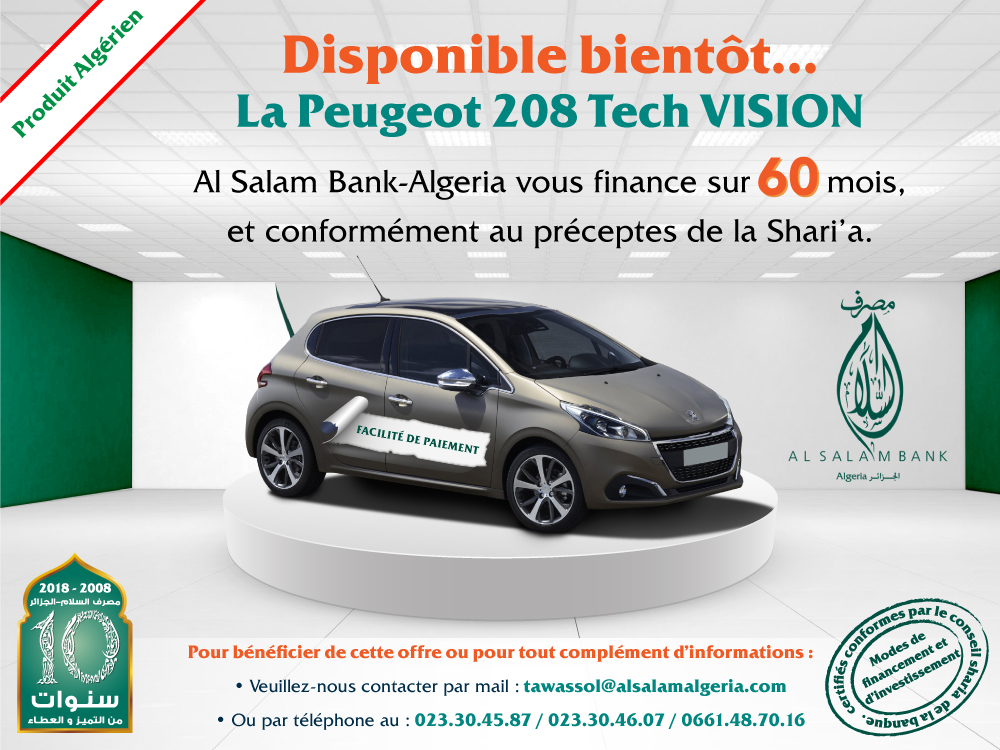 Produit Algérien
Disponible bientôt...
La Peugeot 208 Tech VISION
Al Salam Bank-Algeria vous finance sur 60 mois,
et conformément au préceptes de la Shari’a.
مصرف
السلام
AL SALAM BANK
Algeria الجزائر
FACILITÉ DE PAIEMENT
2018 - 2008
مصرف السلام-الجزائر
10
سنوات
من التميز و العطاء
Pour bénéficier de cette offre ou pour tout complément d’informations :
• Veuillez-nous contacter par mail : tawassol@alsalamalgeria.com
• Ou par téléphone au : 023.30.45.87 / 023.30.46.07 / 0661.48.70.16
certifiés conformes par le conseil sharia de la banque.
Modes de
financement et
d'investissement